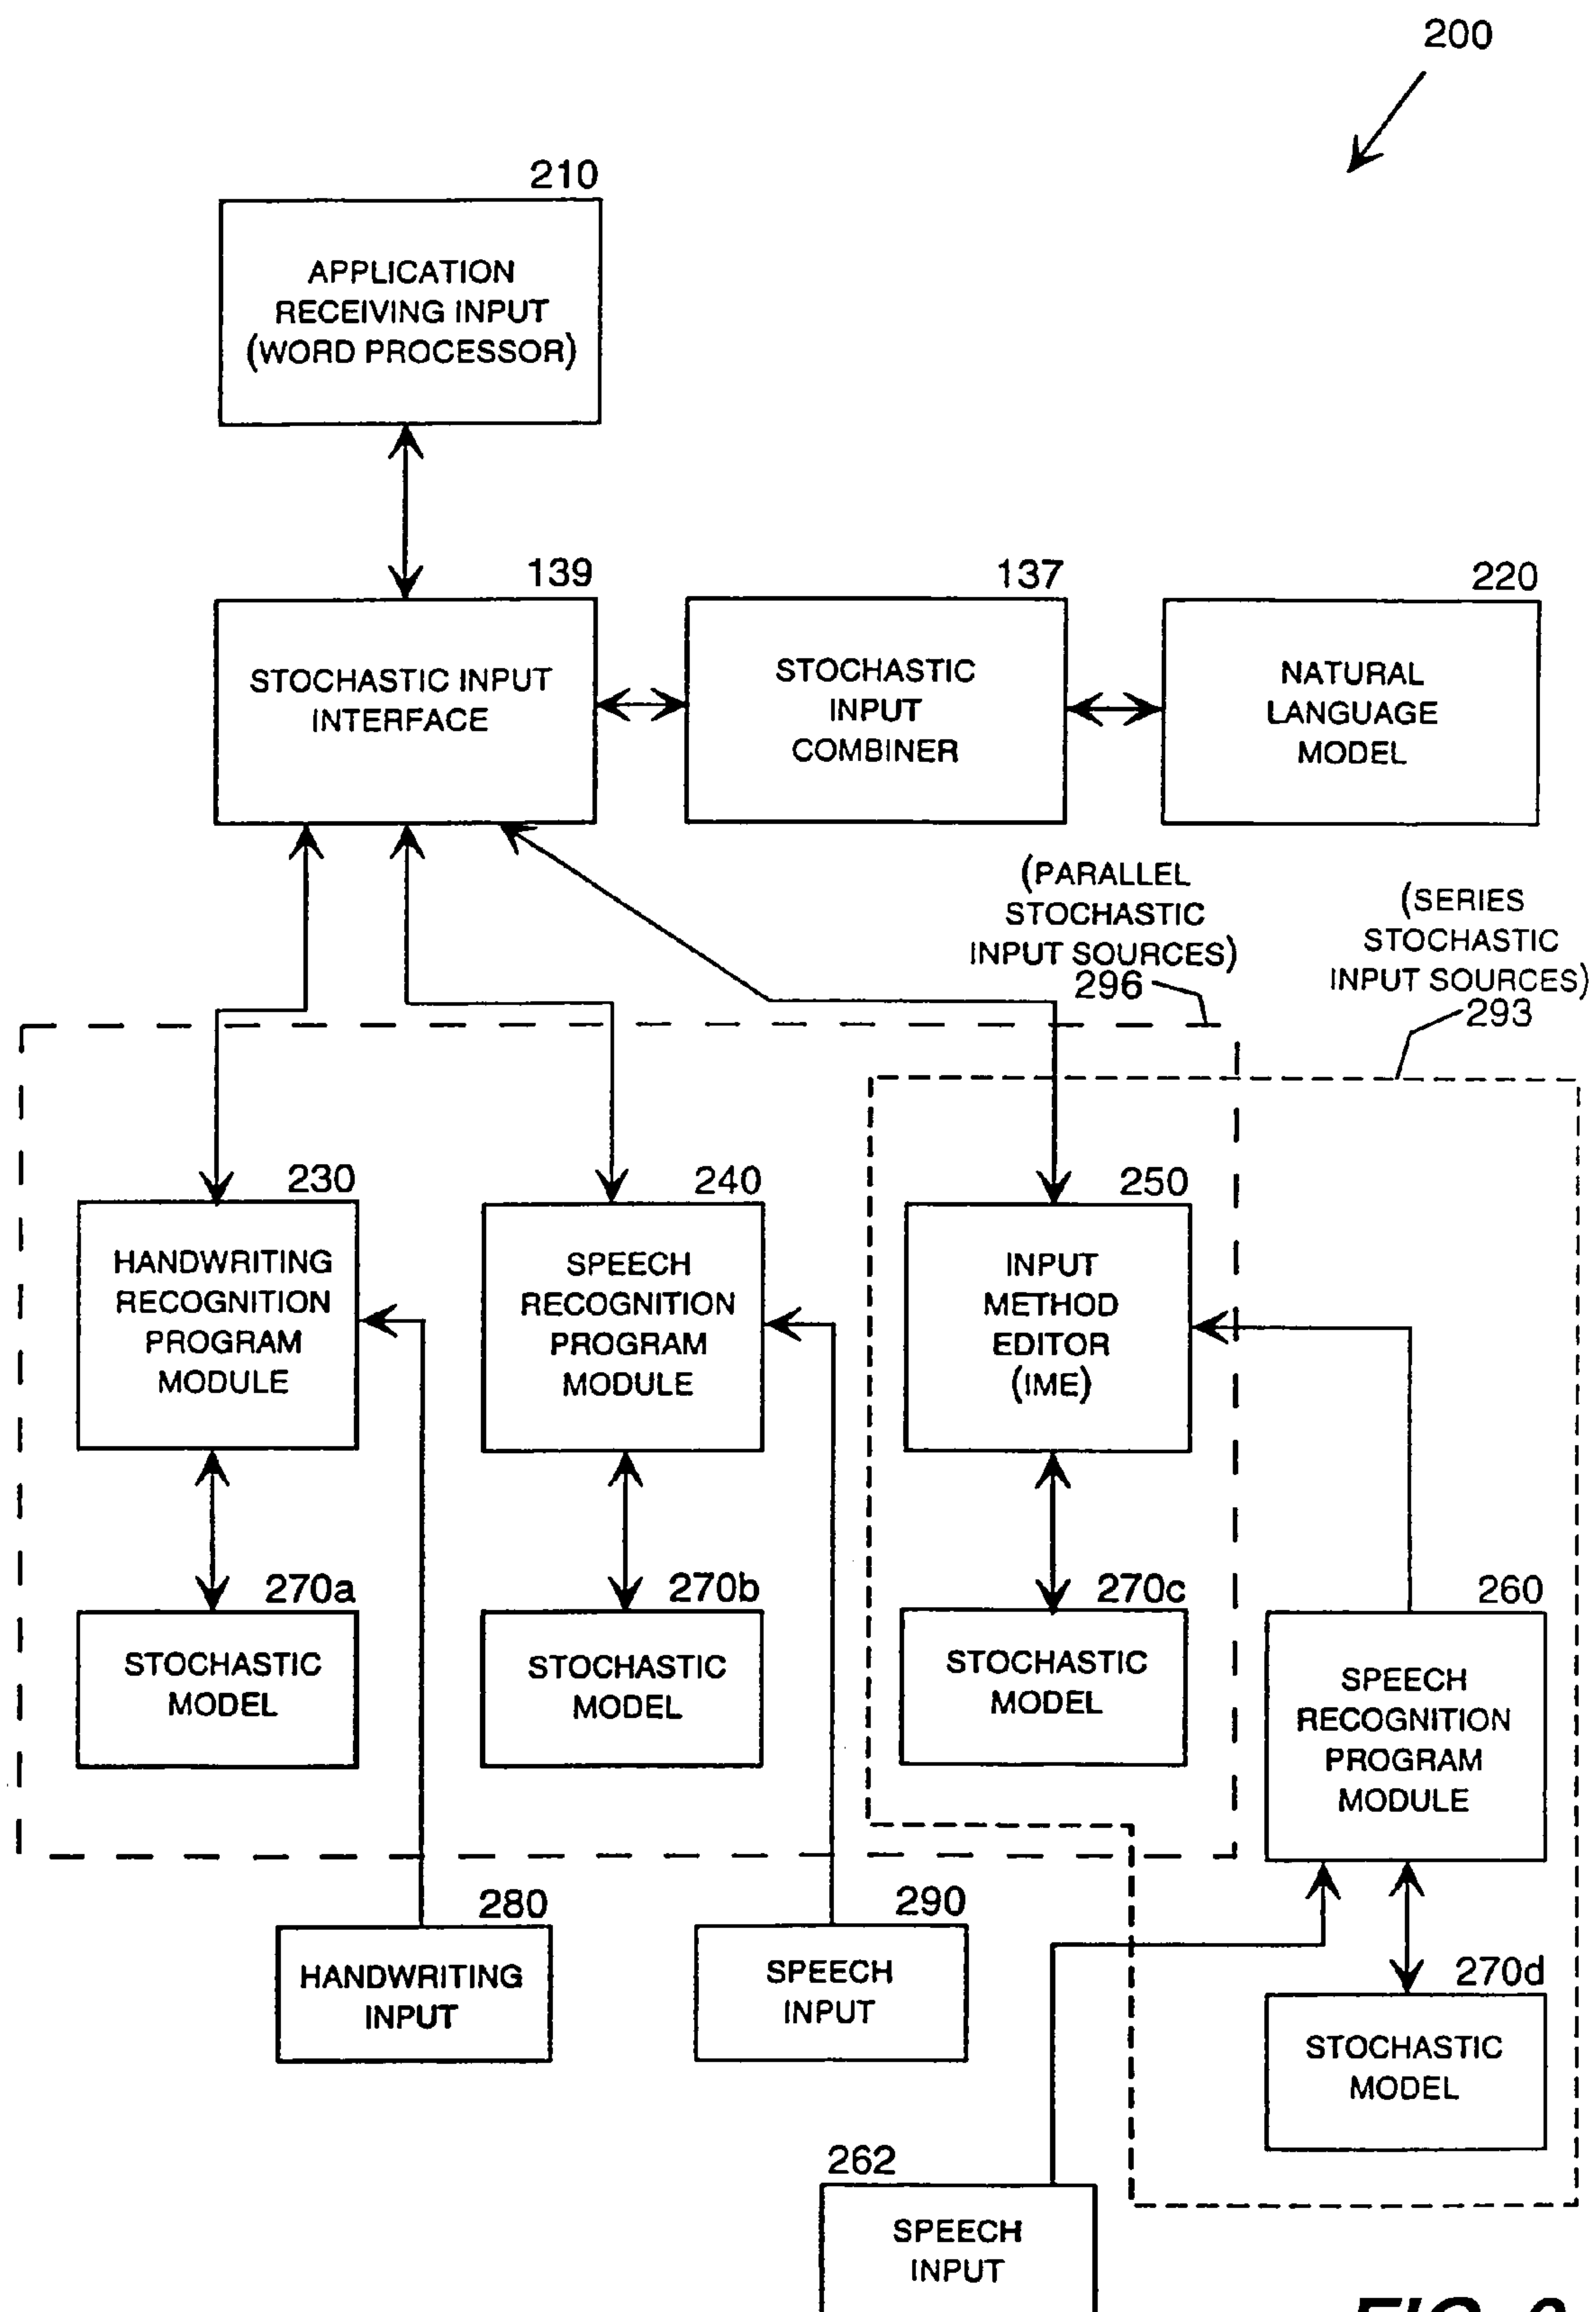 200
210
APPLICATION
RECEIVING INPUT
(WORD PROCESSOR)
139
STOCHASTIC INPUT
INTERFACE
137
STOCHASTIC
INPUT
COMBINER
220
NATURAL
LANGUAGE
MODEL
(PARALLEL
STOCHASTIC
INPUT SOURCES)
296
(SERIES
STOCHASTIC
INPUT SOURCES)
293
230
HANDWRITING
RECOGNITION
PROGRAM
MODULE
240
SPEECH
RECOGNITION
PROGRAM
MODULE
250
INPUT
METHOD
EDITOR
(IME)
270a
STOCHASTIC
MODEL
270b
STOCHASTIC
MODEL
270c
STOCHASTIC
MODEL
260
SPEECH
RECOGNITION
PROGRAM
MODULE
280
HANDWRITING
INPUT
290
SPEECH
INPUT
270d
STOCHASTIC
MODEL
262
SPEECH
INPUT